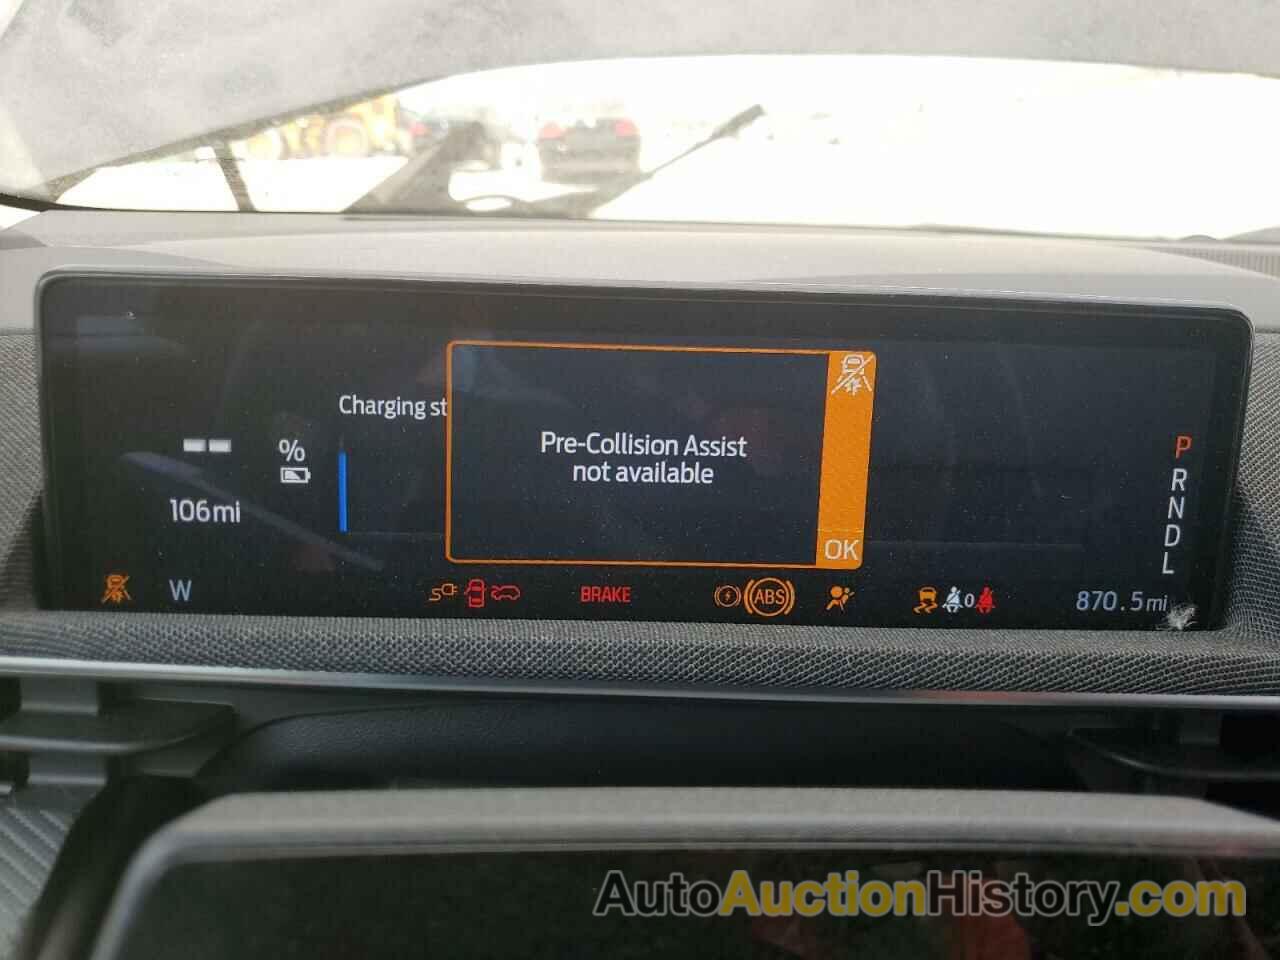 Charging st
Pre-Collision Assist
not available
OK
-- %
106mi
P
R
N
D
L
W
BRAKE
ABS
0
870.5mi
AutoAuctionHistory.com